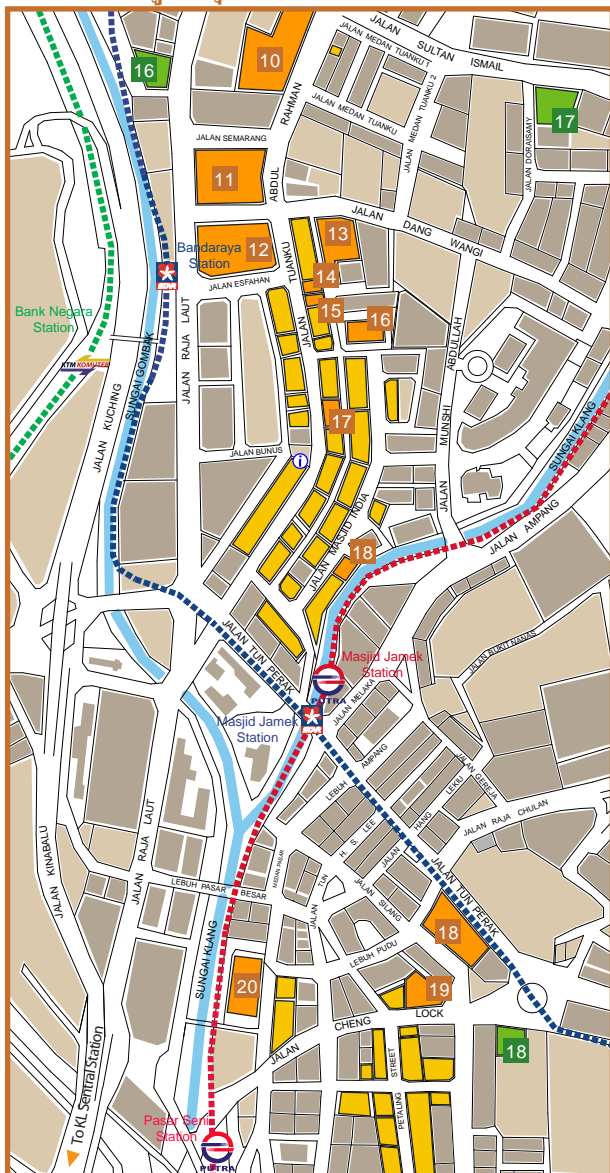 JALAN SULTAN ISMAIL
JALAN MEDAN TUANKU 1
JALAN MEDAN TUANKU 2
10
16
JALAN MEDAN TUANKU
RAHMAN
17
JALAN DORAISAMY
JALAN SEMARANG
ABDUL
11
JALAN DANG WANGI
13
12
Bandaraya
Station
TUANKU
14
JALAN ESFAHAN
15
16
JALAN
Bank Negara
Station
KTM KOMUTER
JALAN RAJA LAUT
SUNGAI GOMBAK
JALAN KUCHING
ABDULLAH
MUNSHI
JALAN
17
JALAN BUNUS
i
SUNGAI KLANG
JALAN AMPANG
JALAN MASJID INDIA
18
JALAN TUN PERAK
JALAN BUKIT NANAS
Masjid Jamek
Station
PUTRA
JALAN MELAKA
Masjid Jamek
Station
LEBUH AMPANG
JALAN GEREJA
LEKIU
HANG
JALAN
JALAN RAJA CHULAN
JALAN TUN H. S. LEE
JALAN KINABALU
JALAN RAJA LAUT
MEDAN PASAR
LEBUH PASAR BESAR
JALAN SILANG
JALAN TUN PERAK
18
SUNGAI KLANG
LEBUH PUDU
20
19
JALAN CHENG LOCK
18
PETALING STREET
To KL Sentral Station
Pasar Seni
Station
PUTRA